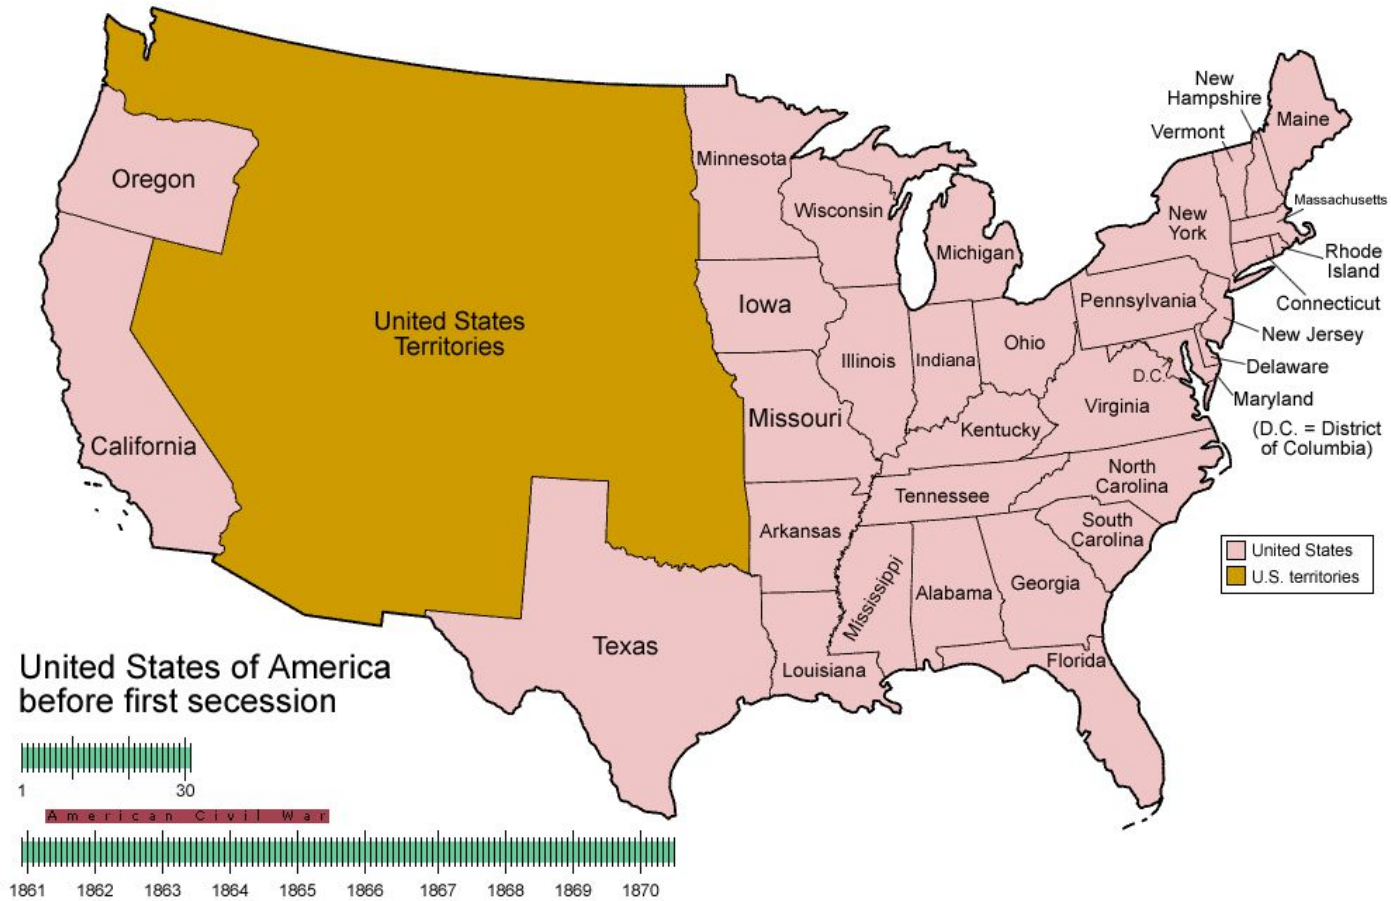 New
Hampshire
Maine
Vermont
Minnesota
Oregon
Massachusetts
Wisconsin
New
York
Michigan
Rhode
Island
Pennsylvania
Iowa
Connecticut
United States
Territories
New Jersey
Ohio
Illinois
Indiana
Delaware
D.C.
Maryland
Virginia
Missouri
(D.C. = District
of Columbia)
Kentucky
California
North
Carolina
Tennessee
South
Carolina
Arkansas
United States
U.S. territories
Mississippi
Alabama
Georgia
Texas
Florida
Louisiana
United States of America
before first secession
1 30
American Civil War
1861 1862 1863 1864 1865 1866 1867 1868 1869 1870